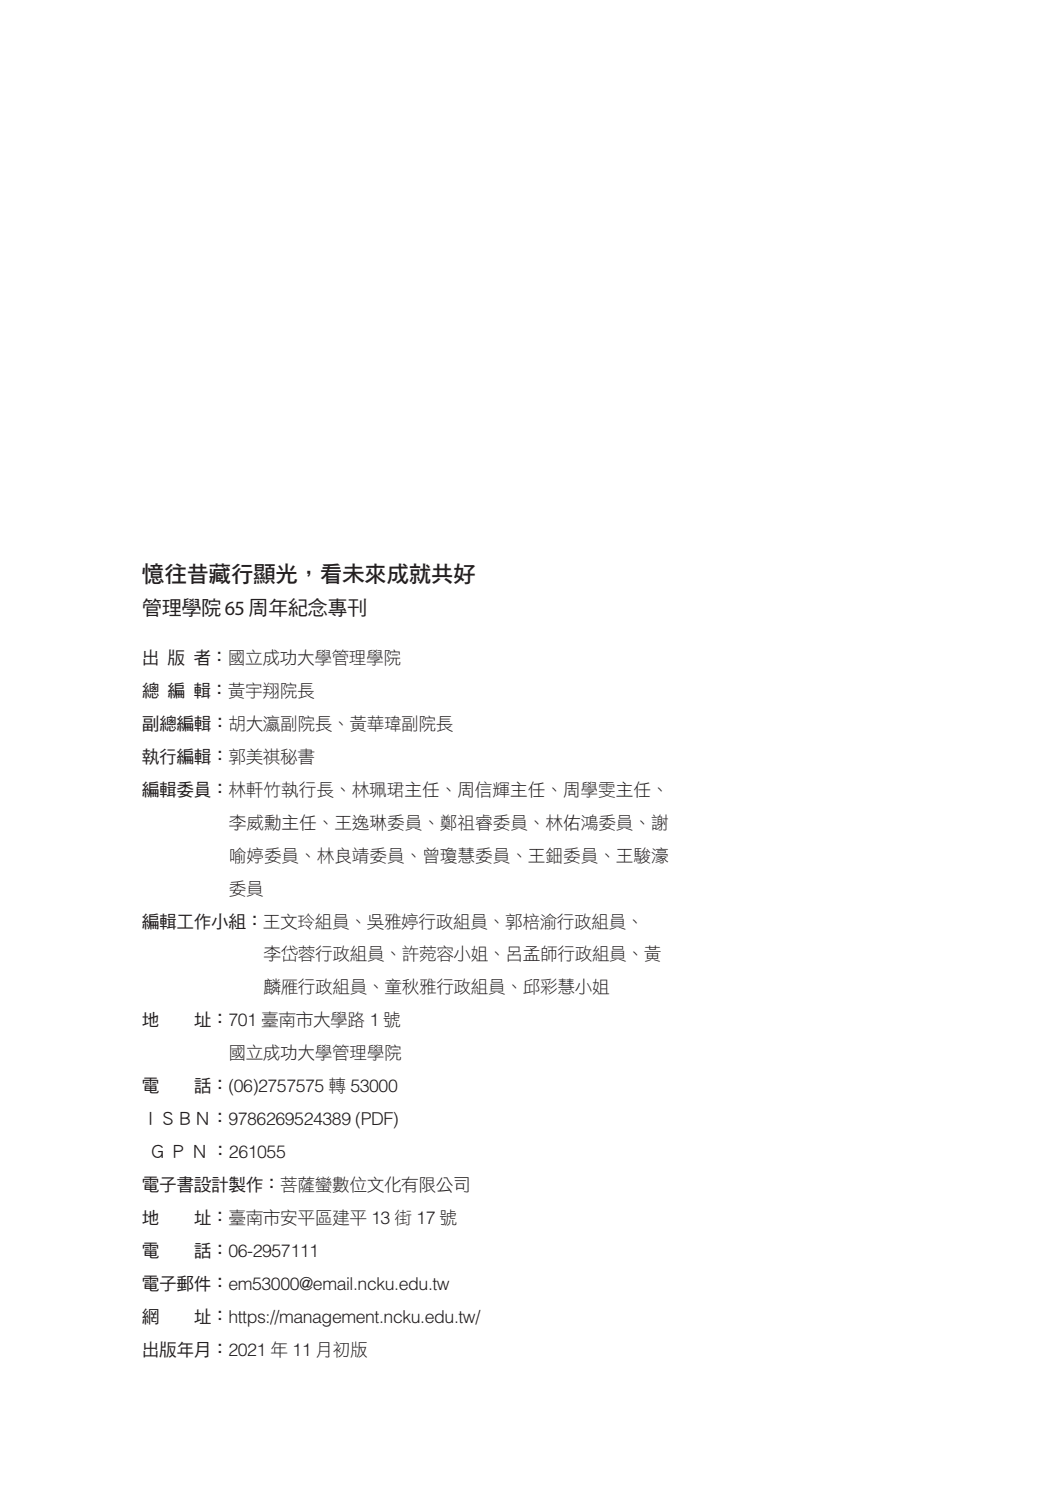 憶往昔藏行顯光，看未來成就共好
管理學院 65 周年紀念專刊
出 版 者：國立成功大學管理學院
總 編 輯：黃宇翔院長
副總編輯：胡大瀛副院長、黃華瑋副院長
執行編輯：郭美祺秘書
編輯委員：林軒竹執行長、林珮珺主任、周信輝主任、周學雯主任、
李威勳主任、王逸琳委員、鄭祖睿委員、林佑鴻委員、謝
喻婷委員、林良靖委員、曾瓊慧委員、王鈿委員、王駿濠
委員
編輯工作小組：王文玲組員、吳雅婷行政組員、郭棓渝行政組員、
李岱蓉行政組員、許菀容小姐、呂孟師行政組員、黃
麟雁行政組員、童秋雅行政組員、邱彩慧小姐
地　　址：701 臺南市大學路 1 號
國立成功大學管理學院
電　　話：(06)2757575 轉 53000
I S B N：9786269524389 (PDF)
G P N：261055
電子書設計製作：菩薩蠻數位文化有限公司
地　　址：臺南市安平區建平 13 街 17 號
電　　話：06-2957111
電子郵件：em53000@email.ncku.edu.tw
網　　址：https://management.ncku.edu.tw/
出版年月：2021 年 11 月初版